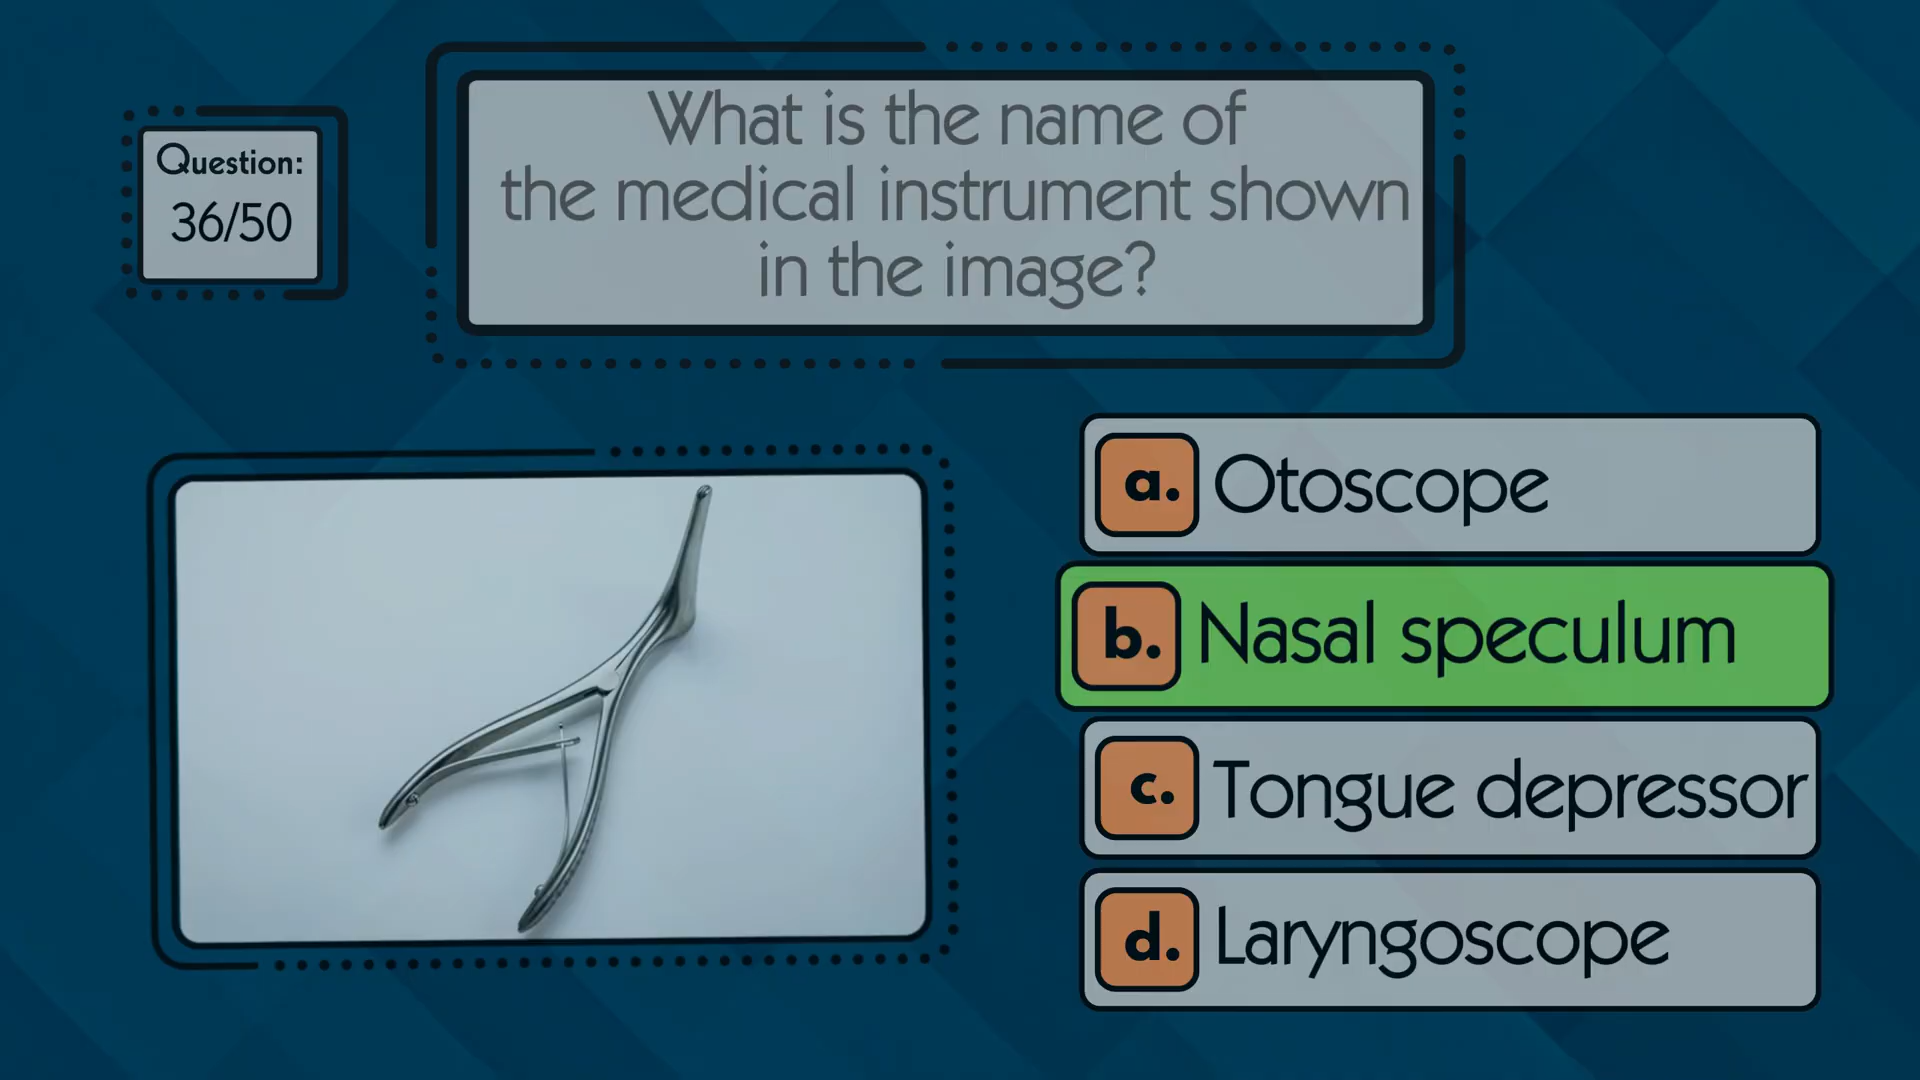 Question:
36/50
What is the name of
the medical instrument shown
in the image?
a. Otoscope
b. Nasal speculum
c. Tongue depressor
d. Laryngoscope